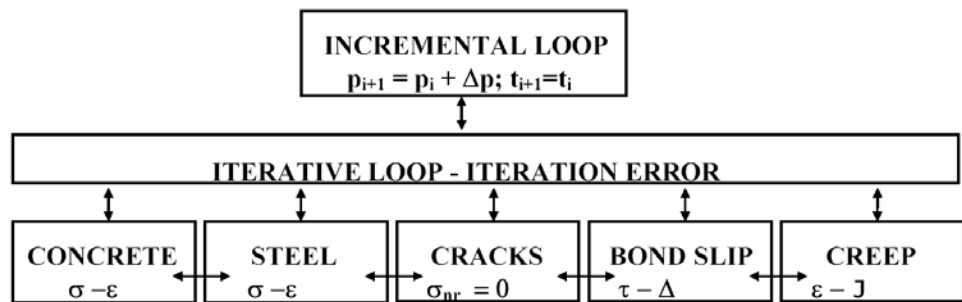 INCREMENTAL LOOP
pᵢ₊₁ = pᵢ + Δp; tᵢ₊₁=tᵢ
ITERATIVE LOOP - ITERATION ERROR
CONCRETE STEEL CRACKS BOND SLIP CREEP
σ –ε σ –ε σₙᵣ = 0 τ – Δ ε – J